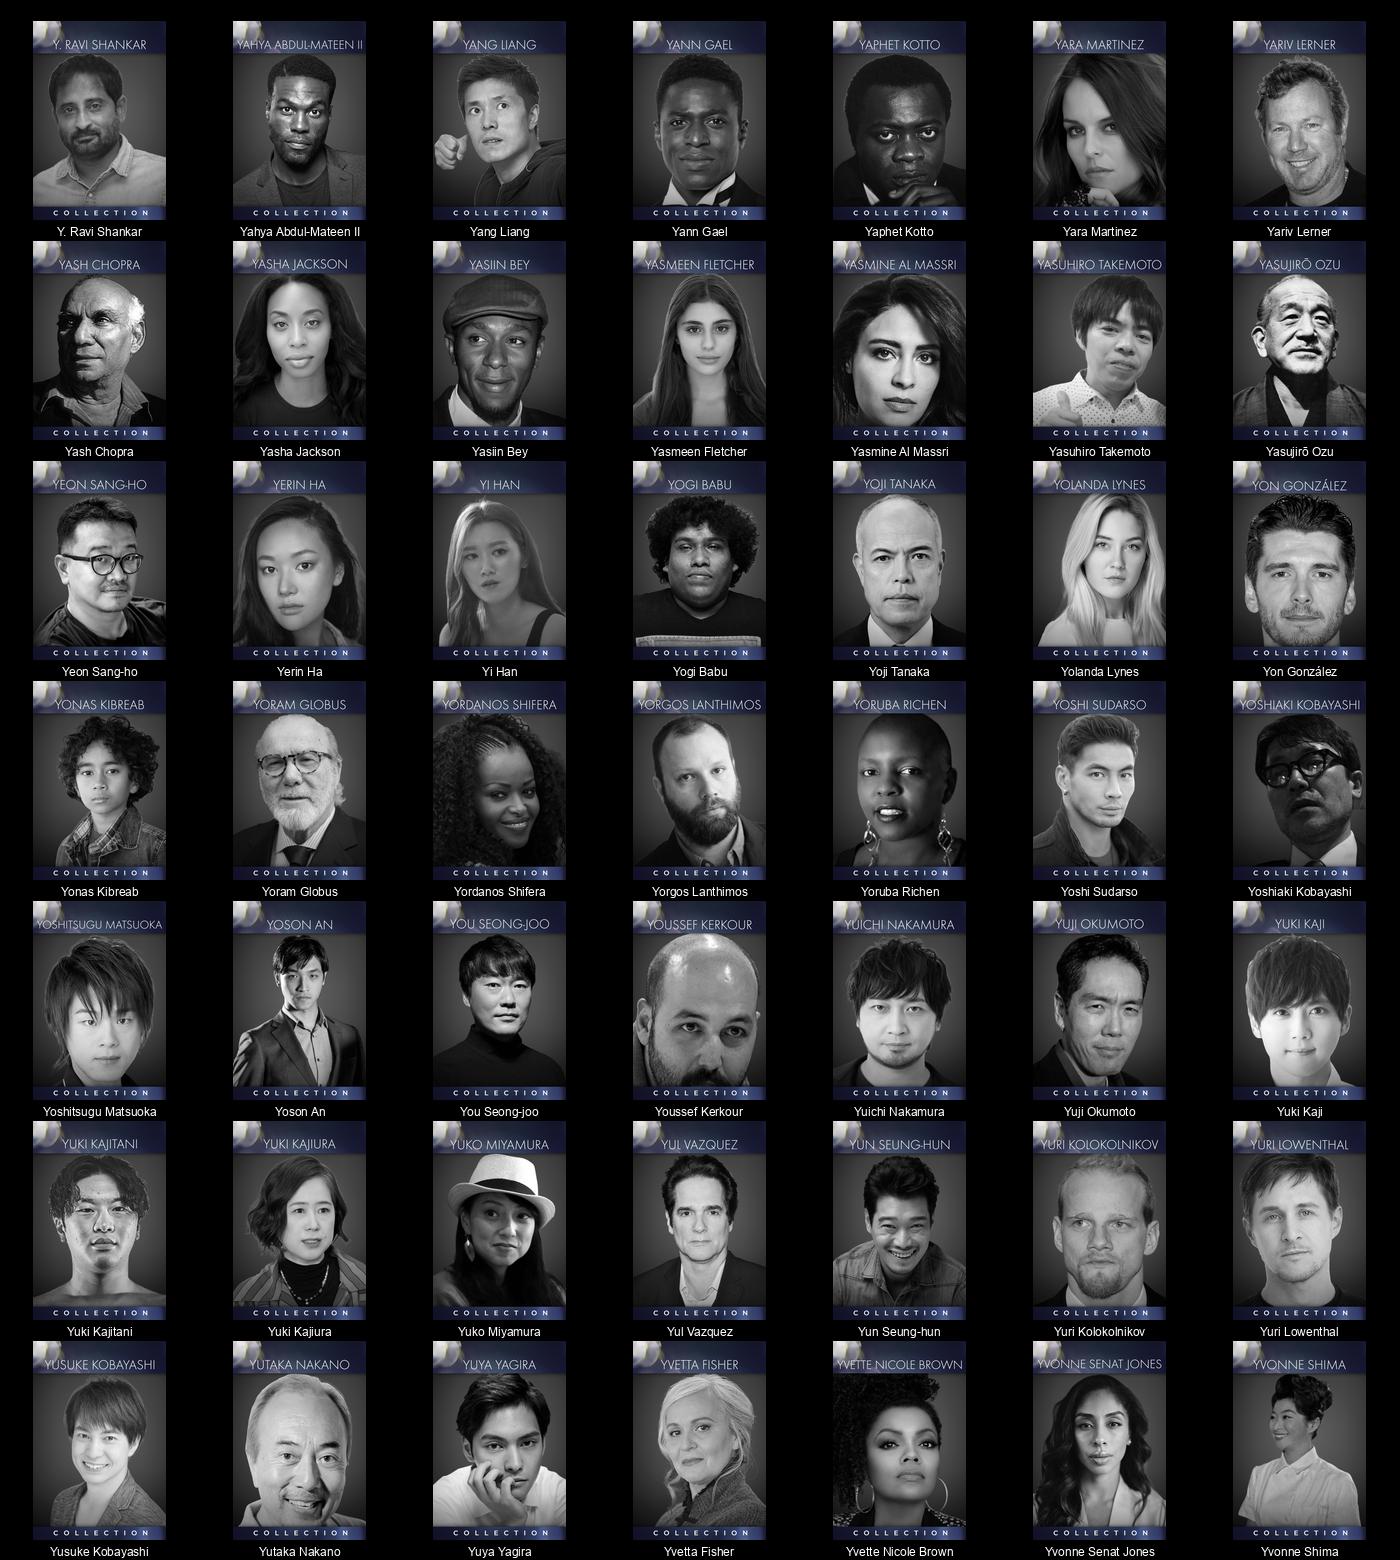 Y. RAVI SHANKAR YAHYA ABDUL-MATEEN II YANG LIANG YANN GAEL YAPHET KOTTO YARA MARTINEZ YARIV LERNER
COLLECTION COLLECTION COLLECTION COLLECTION COLLECTION COLLECTION COLLECTION
Y. Ravi Shankar Yahya Abdul-Mateen II Yang Liang Yann Gael Yaphet Kotto Yara Martinez Yariv Lerner
YASH CHOPRA YASHA JACKSON YASIIN BEY YASMEEN FLETCHER YASMINE AL MASSRI YASUHIRO TAKEMOTO YASUJIRŌ OZU
COLLECTION COLLECTION COLLECTION COLLECTION COLLECTION COLLECTION COLLECTION
Yash Chopra Yasha Jackson Yasiin Bey Yasmeen Fletcher Yasmine Al Massri Yasuhiro Takemoto Yasujirō Ozu
YEON SANG-HO YERIN HA YI HAN YOGI BABU YOJI TANAKA YOLANDA LYNES YON GONZÁLEZ
COLLECTION COLLECTION COLLECTION COLLECTION COLLECTION COLLECTION COLLECTION
Yeon Sang-ho Yerin Ha Yi Han Yogi Babu Yoji Tanaka Yolanda Lynes Yon González
YONAS KIBREAB YORAM GLOBUS YORDANOS SHIFERA YORGOS LANTHIMOS YORUBA RICHEN YOSHI SUDARSO YOSHIAKI KOBAYASHI
COLLECTION COLLECTION COLLECTION COLLECTION COLLECTION COLLECTION COLLECTION
Yonas Kibreab Yoram Globus Yordanos Shifera Yorgos Lanthimos Yoruba Richen Yoshi Sudarso Yoshiaki Kobayashi
YOSHITSUGU MATSUOKA YOSON AN YOU SEONG-JOO YOUSSEF KERKOUR YUICHI NAKAMURA YUJI OKUMOTO YUKI KAJI
COLLECTION COLLECTION COLLECTION COLLECTION COLLECTION COLLECTION COLLECTION
Yoshitsugu Matsuoka Yoson An You Seong-joo Youssef Kerkour Yuichi Nakamura Yuji Okumoto Yuki Kaji
YUKI KAJITANI YUKI KAJIURA YUKO MIYAMURA YUL VAZQUEZ YUN SEUNG-HUN YURI KOLOKOLNIKOV YURI LOWENTHAL
COLLECTION COLLECTION COLLECTION COLLECTION COLLECTION COLLECTION COLLECTION
Yuki Kajitani Yuki Kajiura Yuko Miyamura Yul Vazquez Yun Seung-hun Yuri Kolokolnikov Yuri Lowenthal
YUSUKE KOBAYASHI YUTAKA NAKANO YUYA YAGIRA YVETTA FISHER YVETTE NICOLE BROWN YVONNE SENAT JONES YVONNE SHIMA
COLLECTION COLLECTION COLLECTION COLLECTION COLLECTION COLLECTION COLLECTION
Yusuke Kobayashi Yutaka Nakano Yuya Yagira Yvetta Fisher Yvette Nicole Brown Yvonne Senat Jones Yvonne Shima